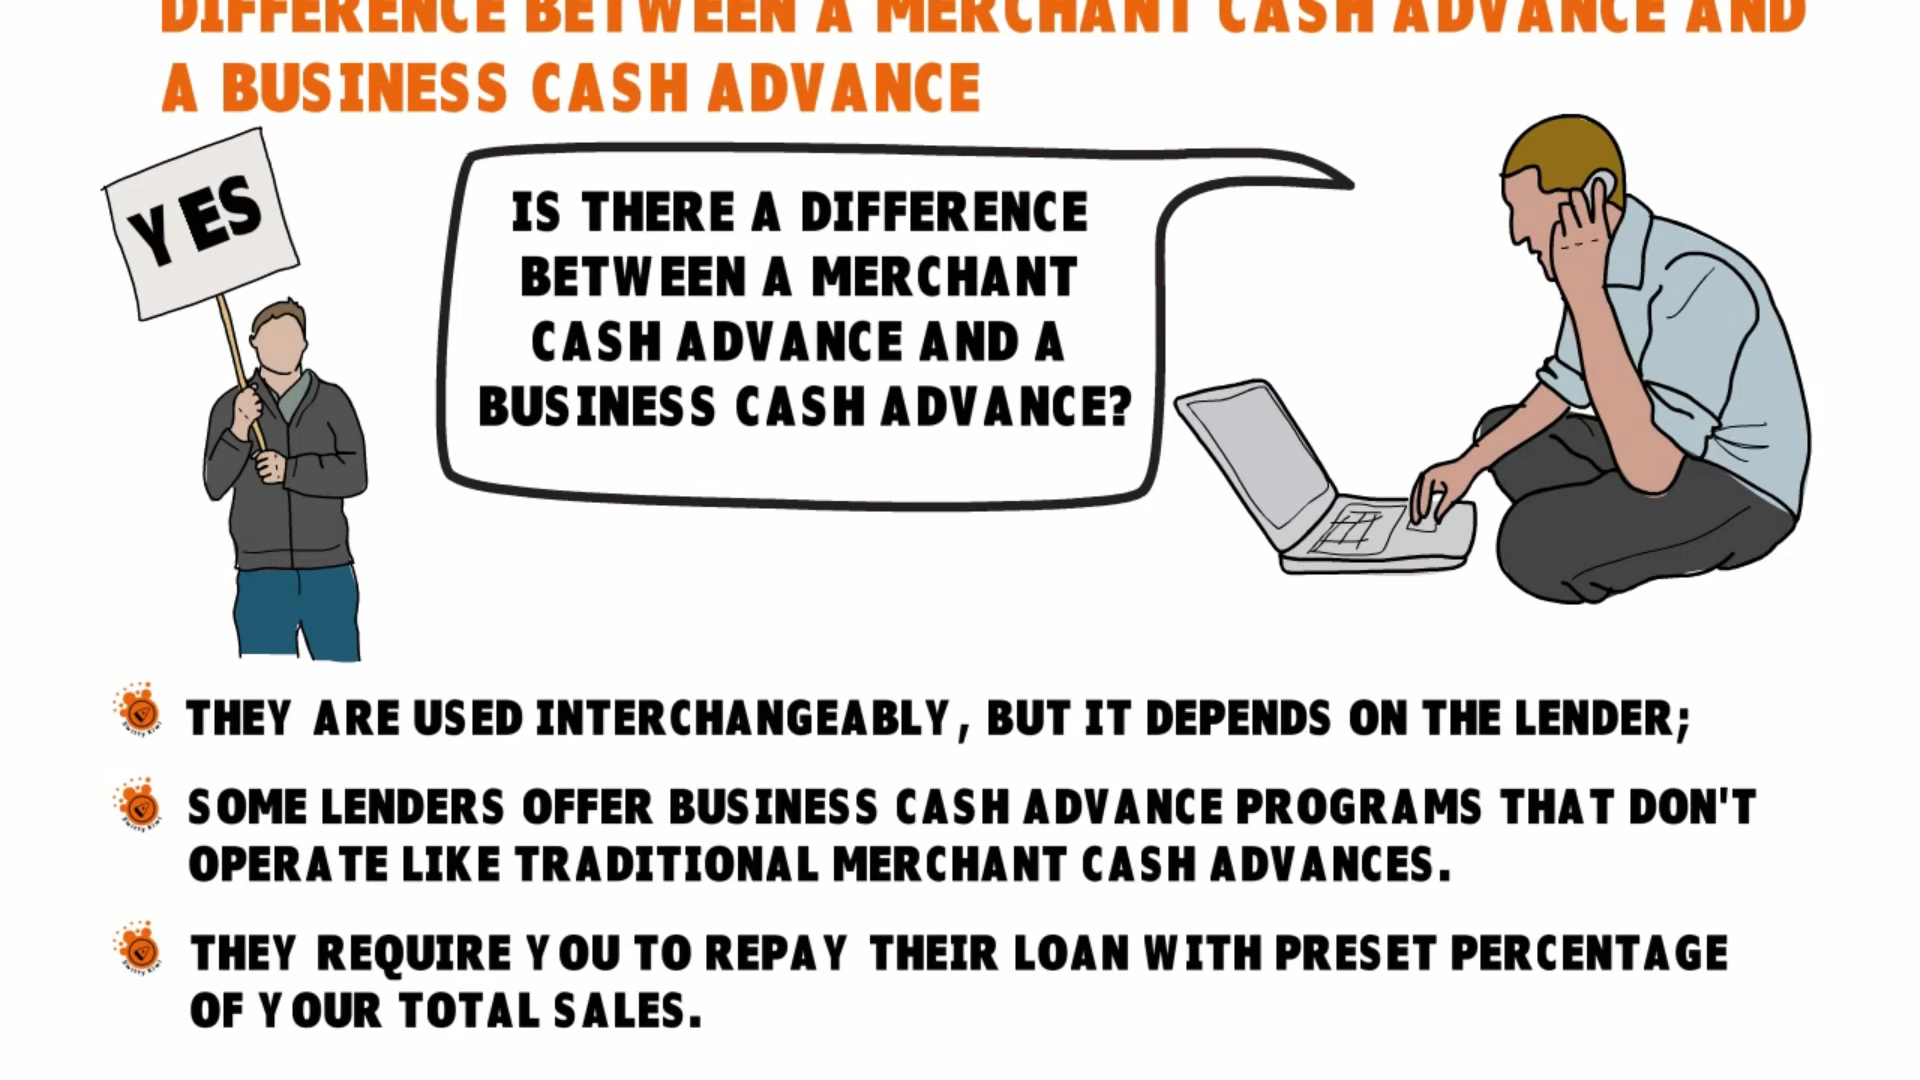 DIFFERENCE BETWEEN A MERCHANT CASH ADVANCE AND
A BUSINESS CASH ADVANCE
YES
IS THERE A DIFFERENCE
BETWEEN A MERCHANT
CASH ADVANCE AND A
BUSINESS CASH ADVANCE?
THEY ARE USED INTERCHANGEABLY, BUT IT DEPENDS ON THE LENDER;
SOME LENDERS OFFER BUSINESS CASH ADVANCE PROGRAMS THAT DON'T
OPERATE LIKE TRADITIONAL MERCHANT CASH ADVANCES.
THEY REQUIRE YOU TO REPAY THEIR LOAN WITH PRESET PERCENTAGE
OF YOUR TOTAL SALES.